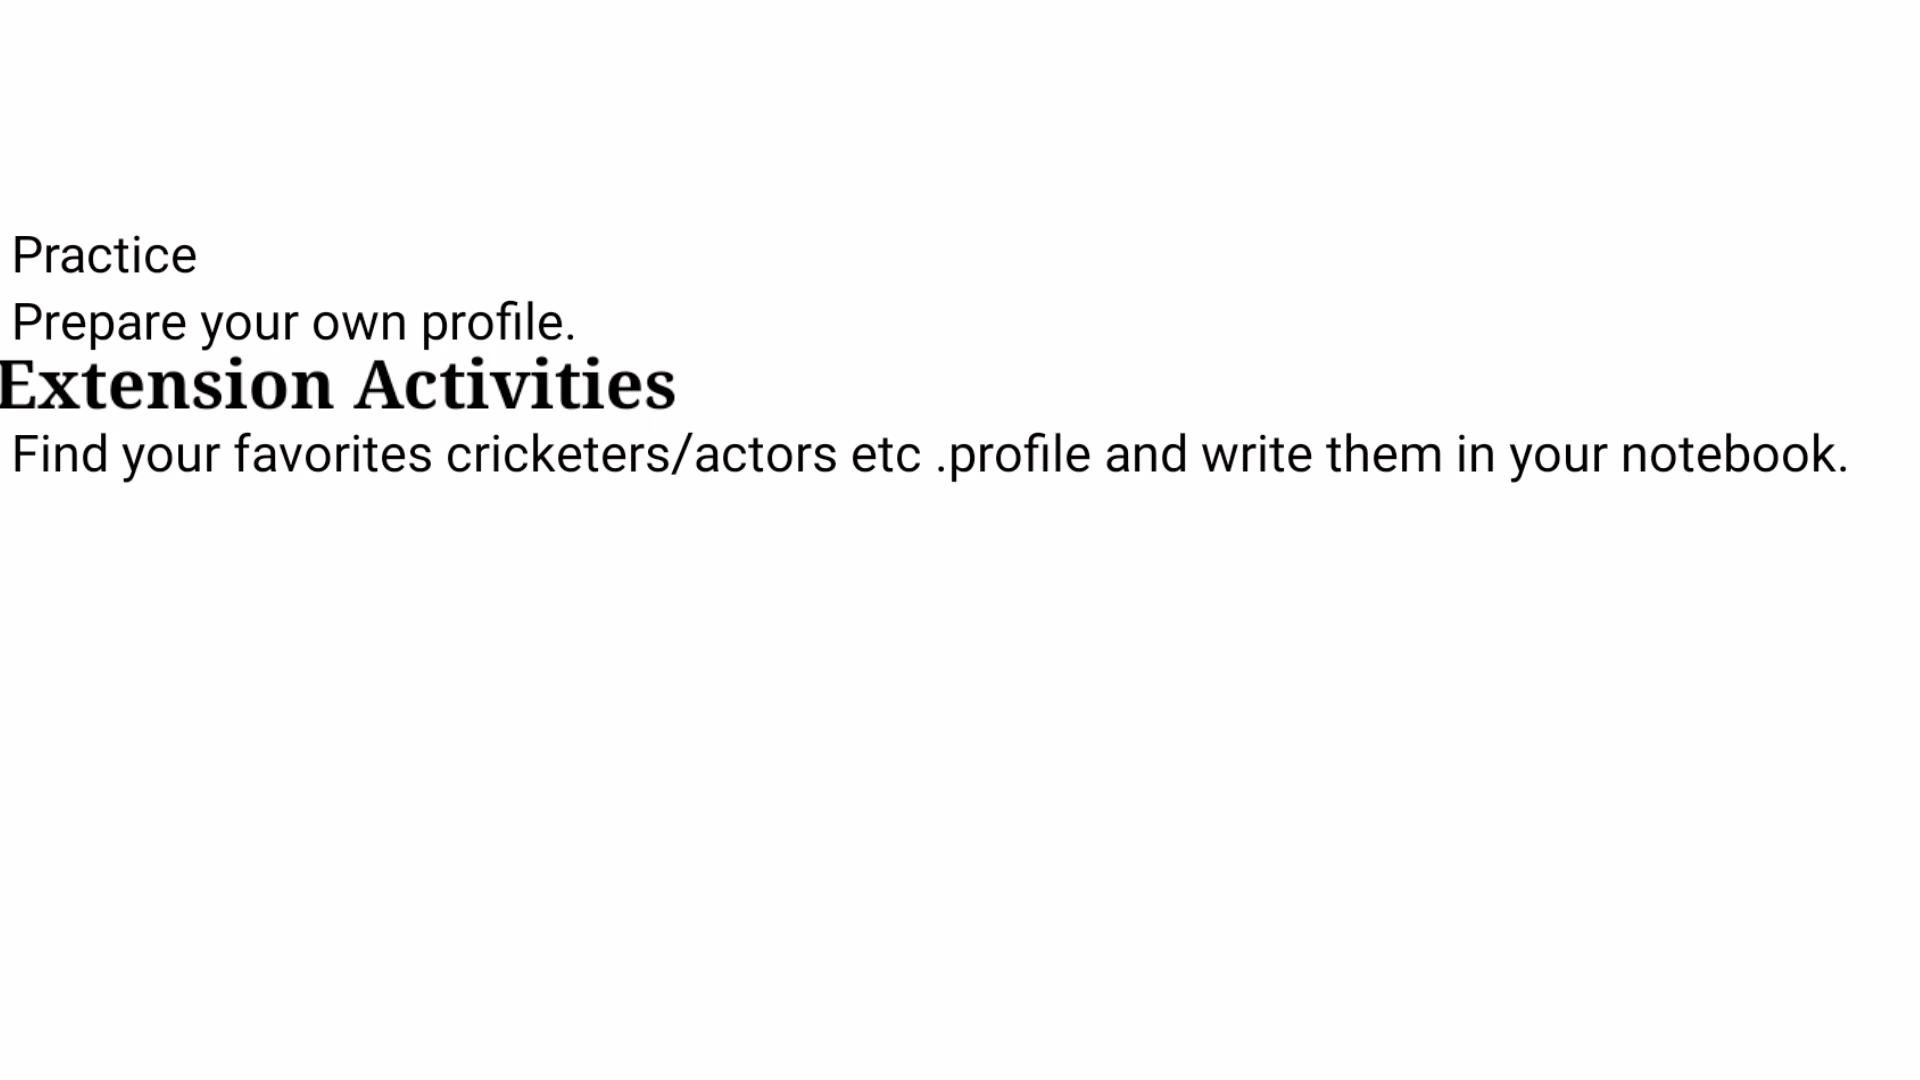 Practice
Prepare your own profile.
Extension Activities
Find your favorites cricketers/actors etc .profile and write them in your notebook.